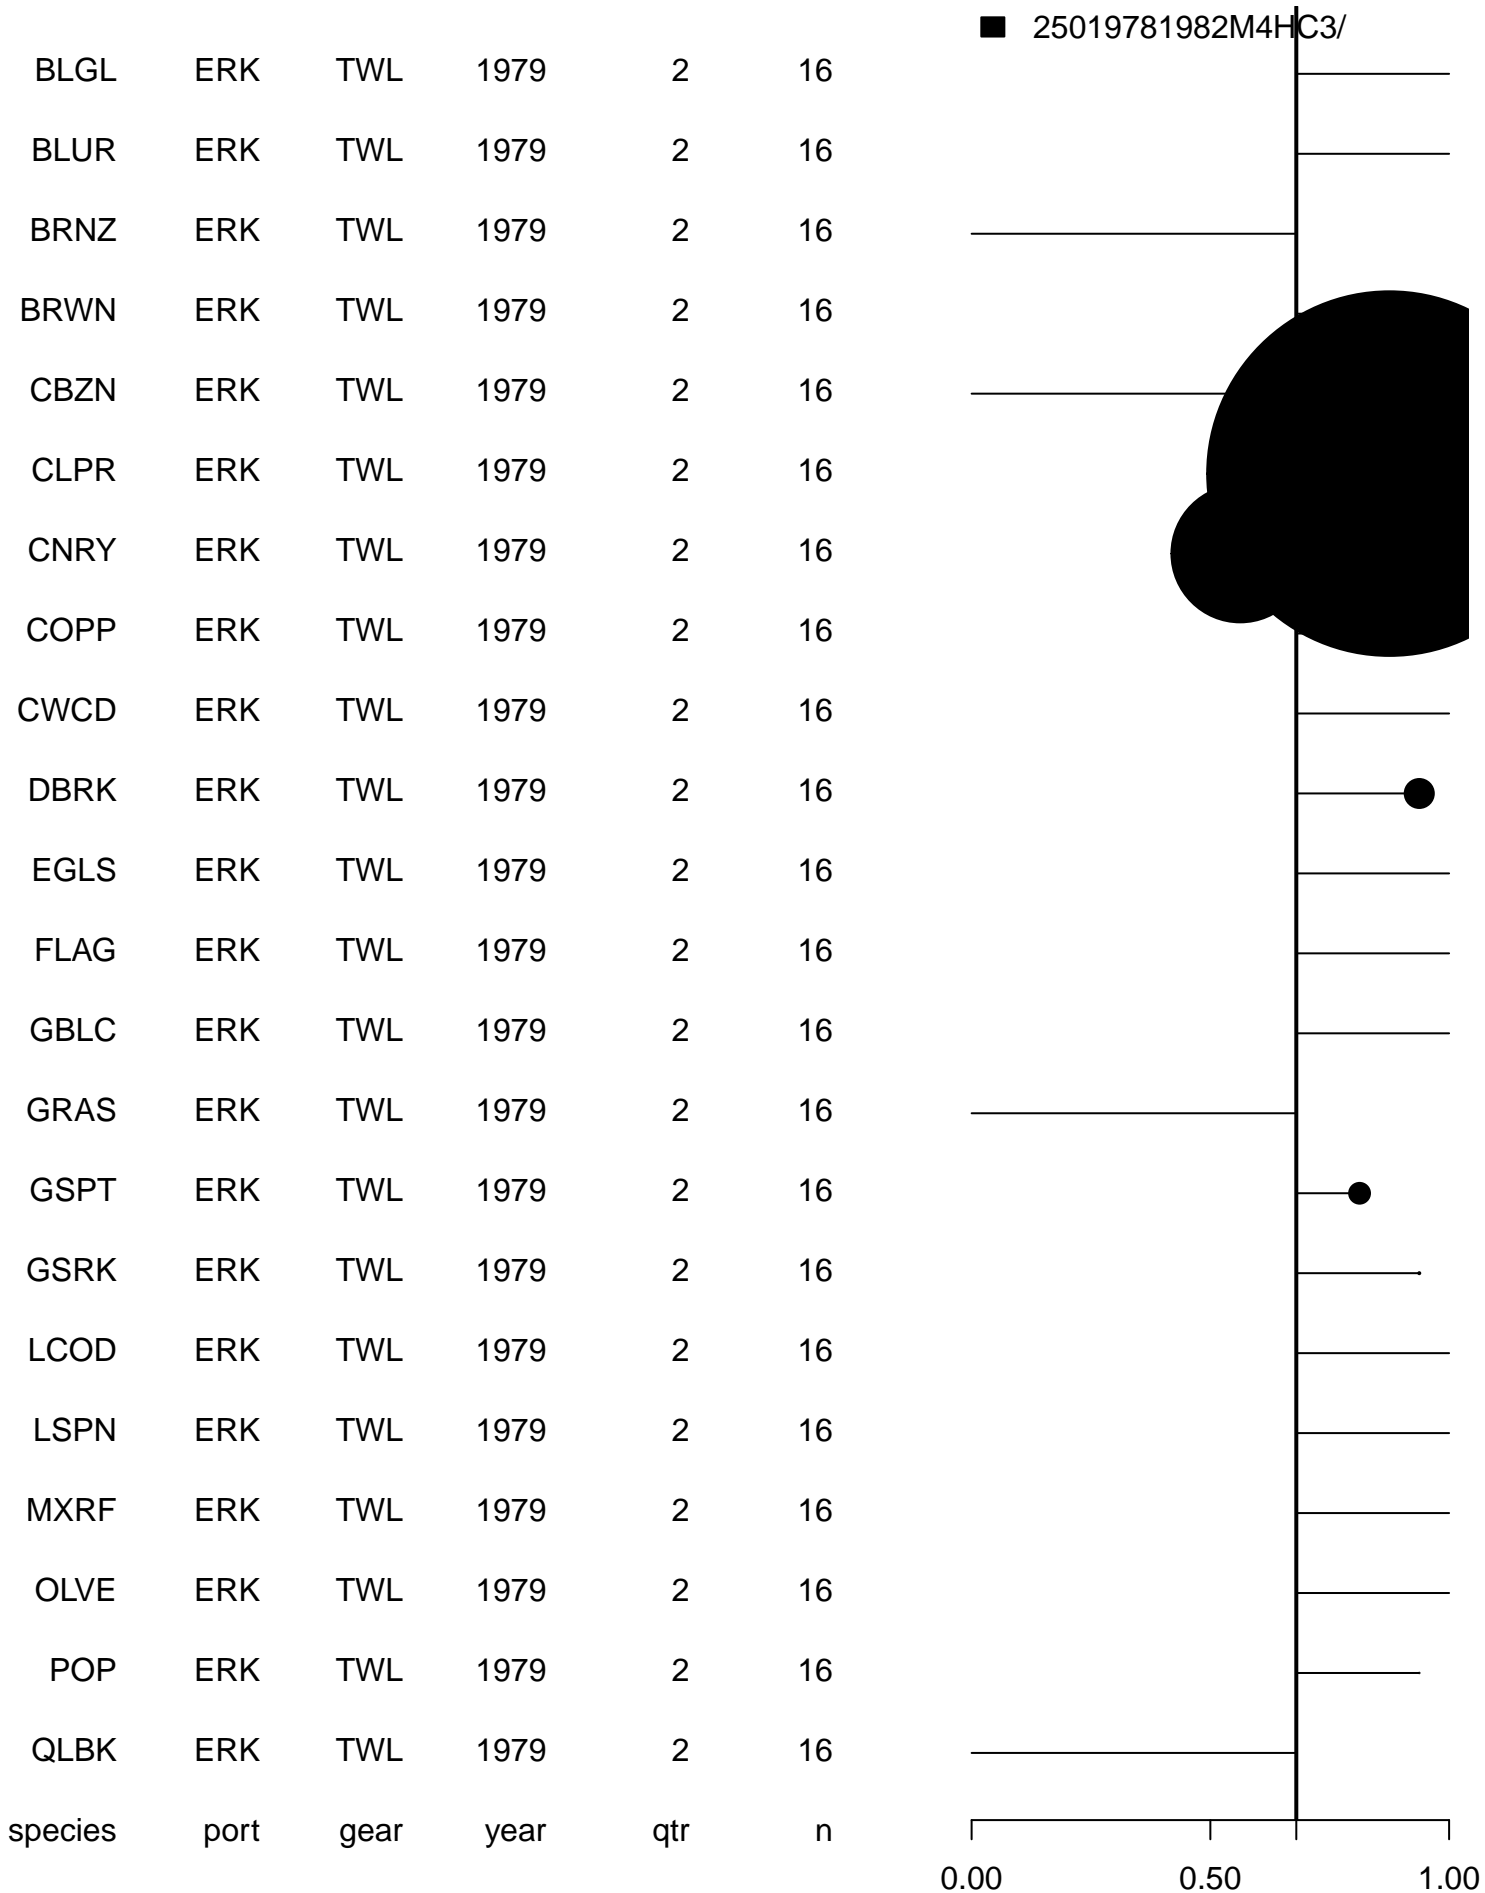 25019781982M4HC3/
BLGL ERK TWL 1979 2 16
BLUR ERK TWL 1979 2 16
BRNZ ERK TWL 1979 2 16
BRWN ERK TWL 1979 2 16
CBZN ERK TWL 1979 2 16
CLPR ERK TWL 1979 2 16
CNRY ERK TWL 1979 2 16
COPP ERK TWL 1979 2 16
CWCD ERK TWL 1979 2 16
DBRK ERK TWL 1979 2 16
EGLS ERK TWL 1979 2 16
FLAG ERK TWL 1979 2 16
GBLC ERK TWL 1979 2 16
GRAS ERK TWL 1979 2 16
GSPT ERK TWL 1979 2 16
GSRK ERK TWL 1979 2 16
LCOD ERK TWL 1979 2 16
LSPN ERK TWL 1979 2 16
MXRF ERK TWL 1979 2 16
OLVE ERK TWL 1979 2 16
POP ERK TWL 1979 2 16
QLBK ERK TWL 1979 2 16
species port gear year qtr n
0.00 0.50 1.00